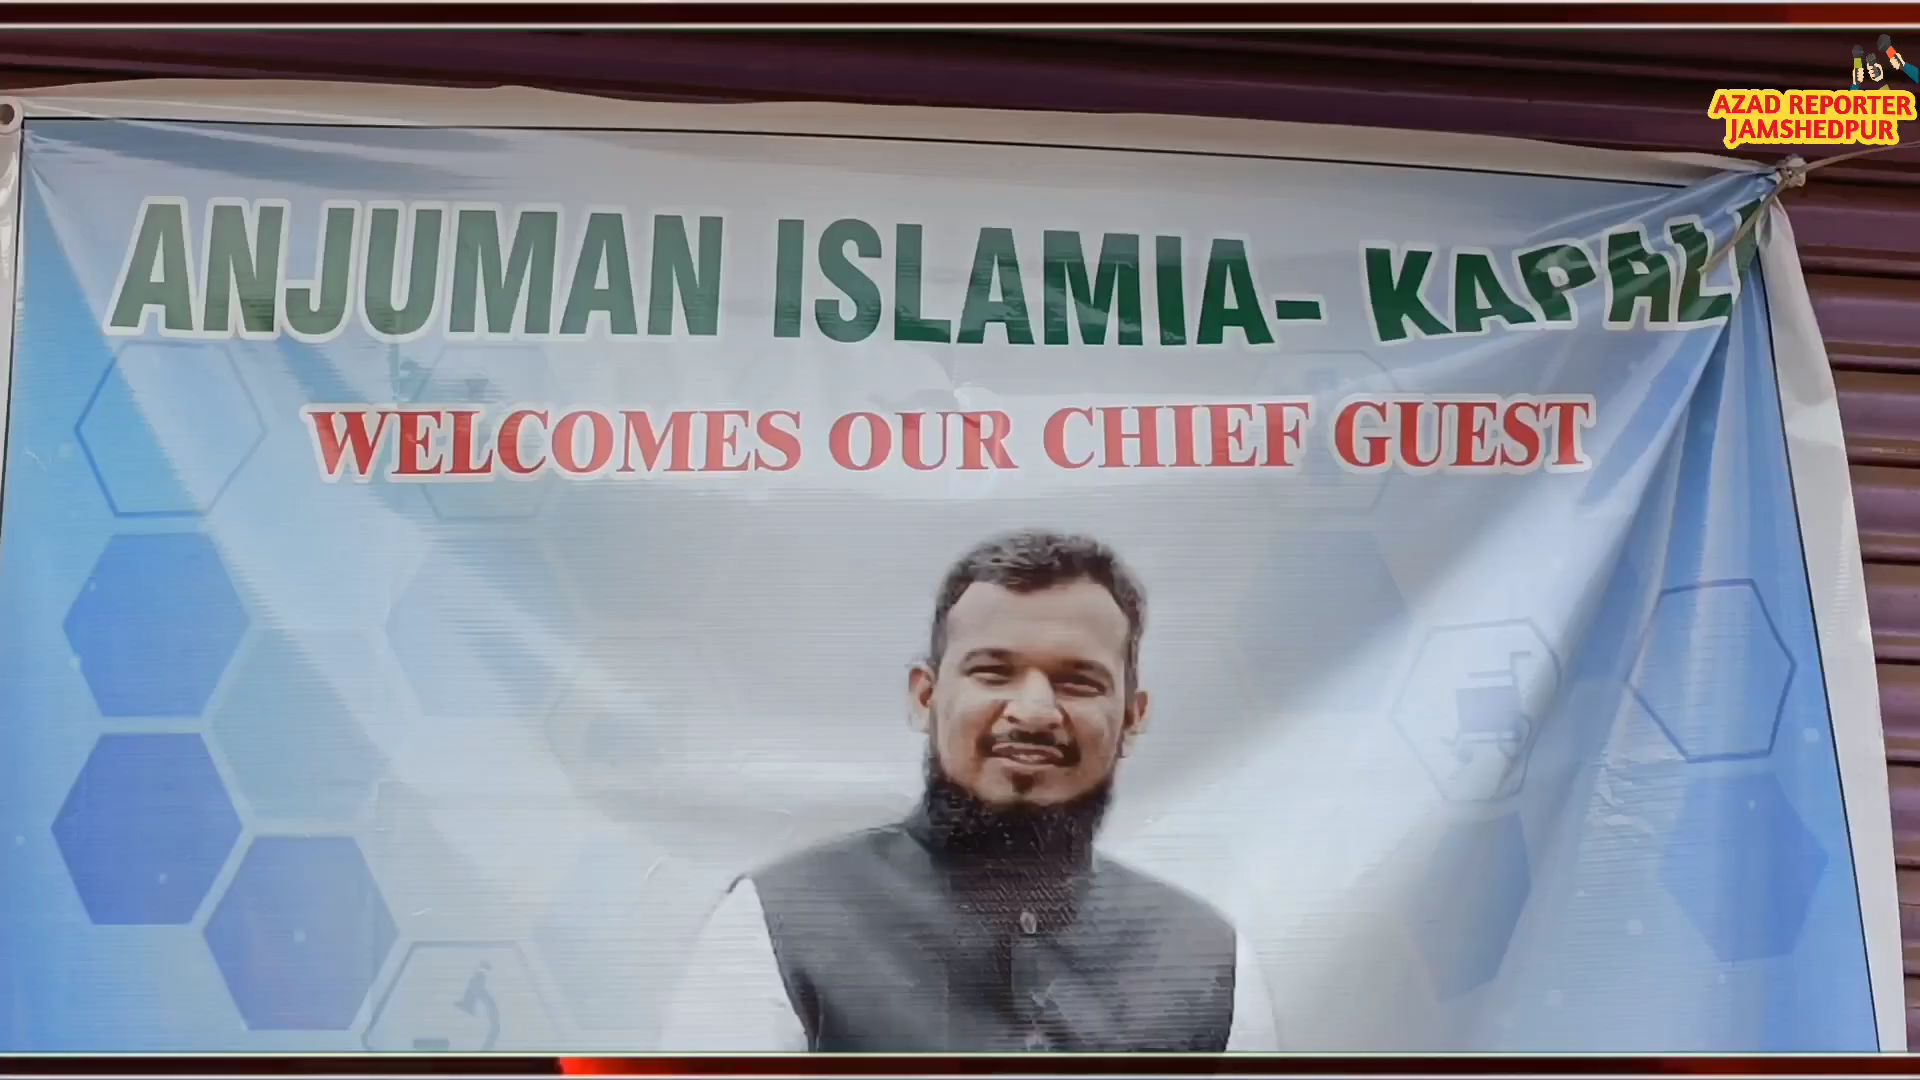 AZAD REPORTER
JAMSHEDPUR
ANJUMAN ISLAMIA- KAPALI
WELCOMES OUR CHIEF GUEST